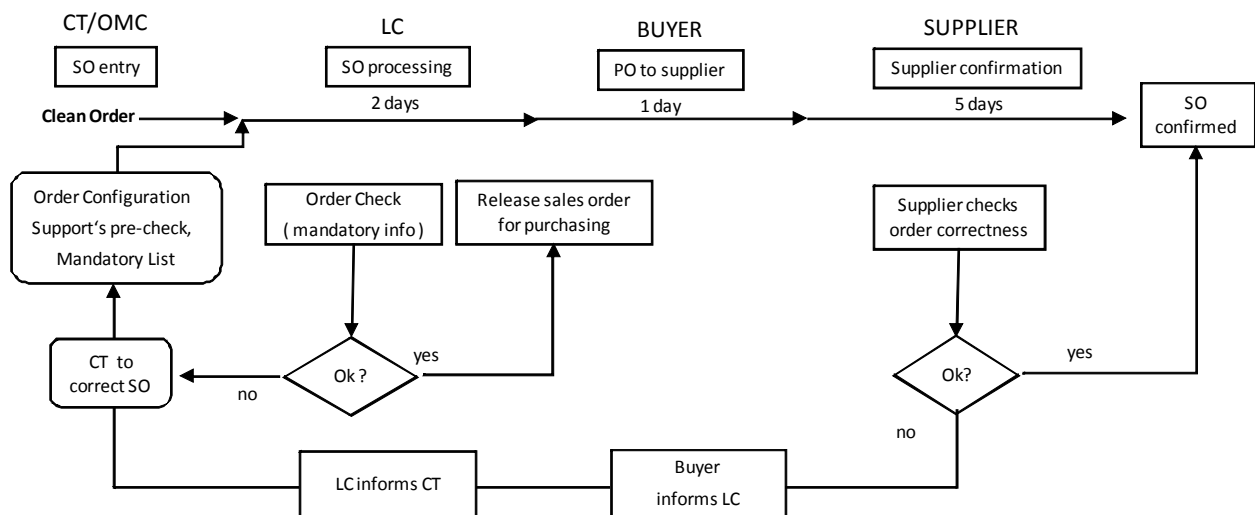 CT/OMC
LC
BUYER
SUPPLIER
SO entry
SO processing
PO to supplier
Supplier confirmation
Clean Order
2 days
1 day
5 days
SO
confirmed
Order Configuration
Support‘s pre-check,
Mandatory List
Order Check
( mandatory info )
Release sales order
for purchasing
Supplier checks
order correctness
CT to
correct SO
no
Ok ?
yes
Ok?
yes
no
LC informs CT
Buyer
informs LC